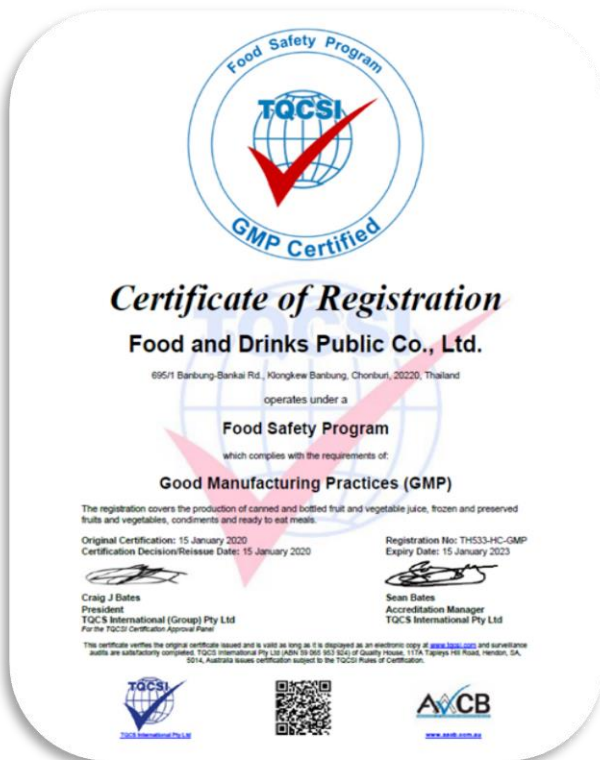 Food Safety Program
TQCSI
GMP Certified
Certificate of Registration
Food and Drinks Public Co., Ltd.
695/1 Banbung-Bankai Rd., Klongkew Banbung, Chonburi, 20220, Thailand
operates under a
Food Safety Program
which complies with the requirements of:
Good Manufacturing Practices (GMP)
The registration covers the production of canned and bottled fruit and vegetable juice, frozen and preserved
fruits and vegetables, condiments and ready to eat meals.
Original Certification: 15 January 2020
Certification Decision/Reissue Date: 15 January 2020
Registration No: TH533-HC-GMP
Expiry Date: 15 January 2023
Craig J Bates
President
TQCS International (Group) Pty Ltd
For the TQCSI Certification Approval Panel
Sean Bates
Accreditation Manager
TQCS International Pty Ltd
This certificate verifies the original certificate issued and is valid as long as it is displayed as an electronic copy at www.tqcsi.com and surveillance
audits are satisfactorily completed. TQCS International Pty Ltd (ABN 59 065 953 924) of Quality House, 117A Tapleys Hill Road, Hendon, SA,
5014, Australia issues certification subject to the TQCSI Rules of Certification.
TQCSI
TQCS International Pty Ltd
AACB
www.aacb.com.au